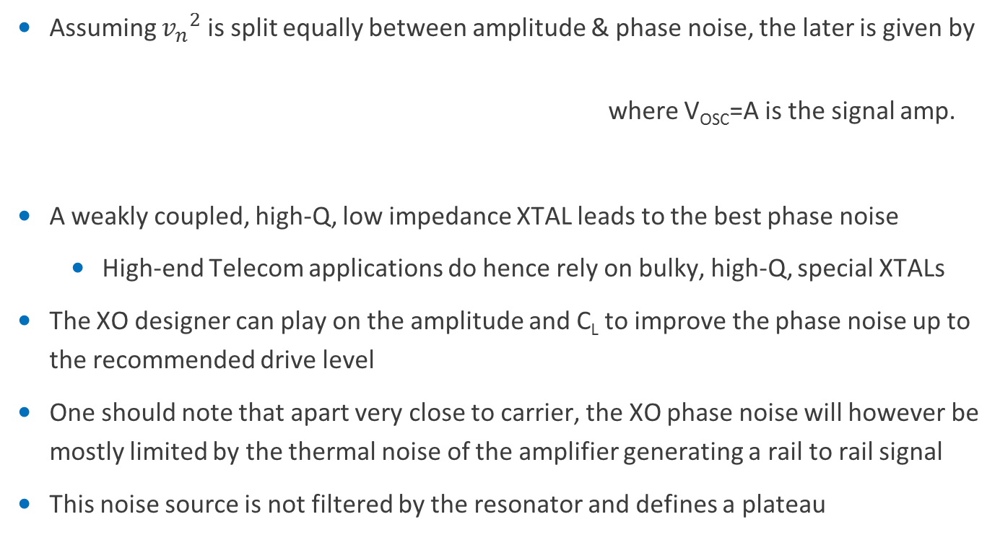 • Assuming vₙ² is split equally between amplitude & phase noise, the later is given by
where V_OSC=A is the signal amp.
• A weakly coupled, high-Q, low impedance XTAL leads to the best phase noise
• High-end Telecom applications do hence rely on bulky, high-Q, special XTALs
• The XO designer can play on the amplitude and C_L to improve the phase noise up to
the recommended drive level
• One should note that apart very close to carrier, the XO phase noise will however be
mostly limited by the thermal noise of the amplifier generating a rail to rail signal
• This noise source is not filtered by the resonator and defines a plateau